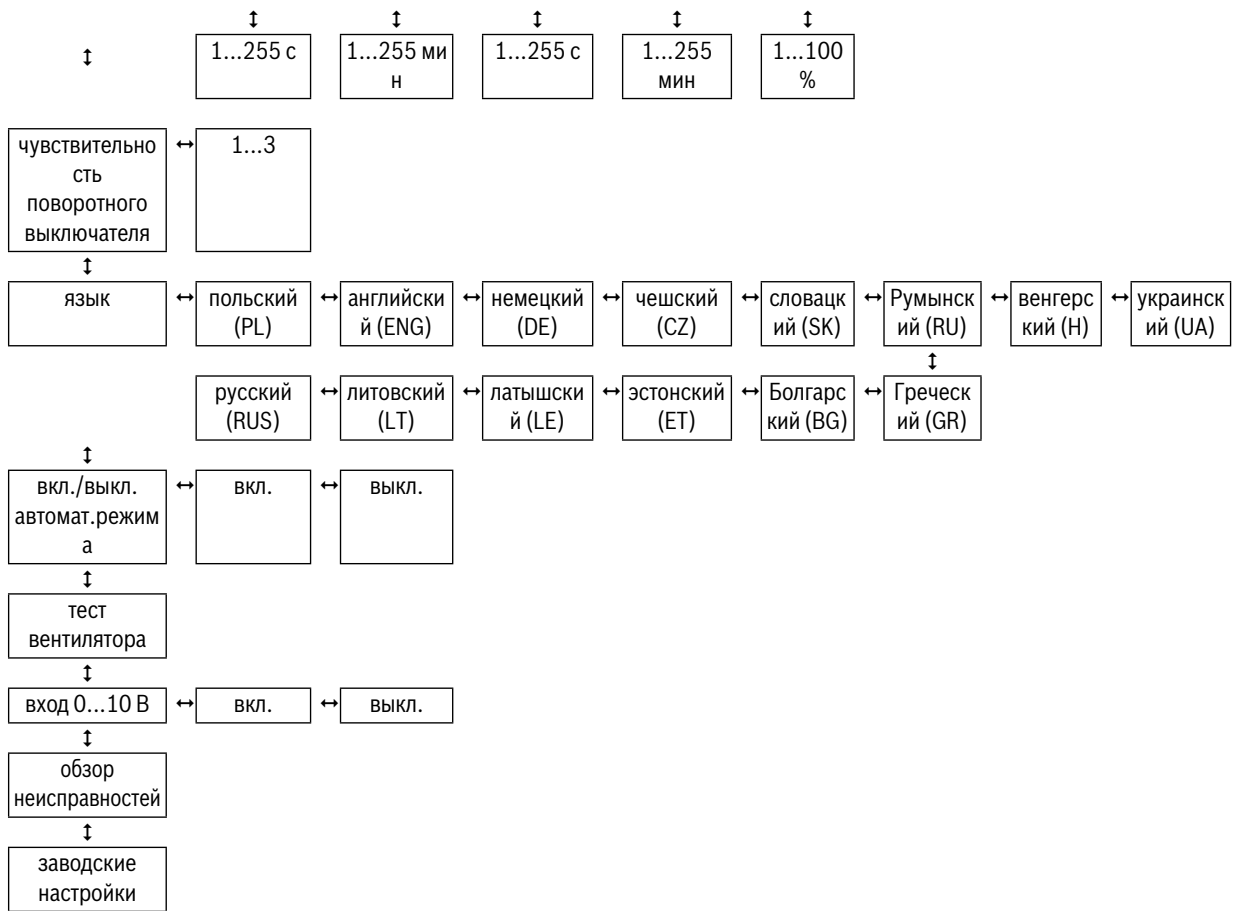 1...255 с
1...255 ми
н
1...255 с
1...255
мин
1...100
%
чувствительно
сть
поворотного
выключателя
1...3
язык
польский
(PL)
английски
й (ENG)
немецкий
(DE)
чешский
(CZ)
словацк
ий (SK)
Румынск
ий (RU)
венгерс
кий (H)
украинск
ий (UA)
русский
(RUS)
литовский
(LT)
латышски
й (LE)
эстонский
(ET)
Болгарс
кий (BG)
Греческ
ий (GR)
вкл./выкл.
автомат.режим
а
вкл.
выкл.
тест
вентилятора
вход 0...10 В
вкл.
выкл.
обзор
неисправностей
заводские
настройки